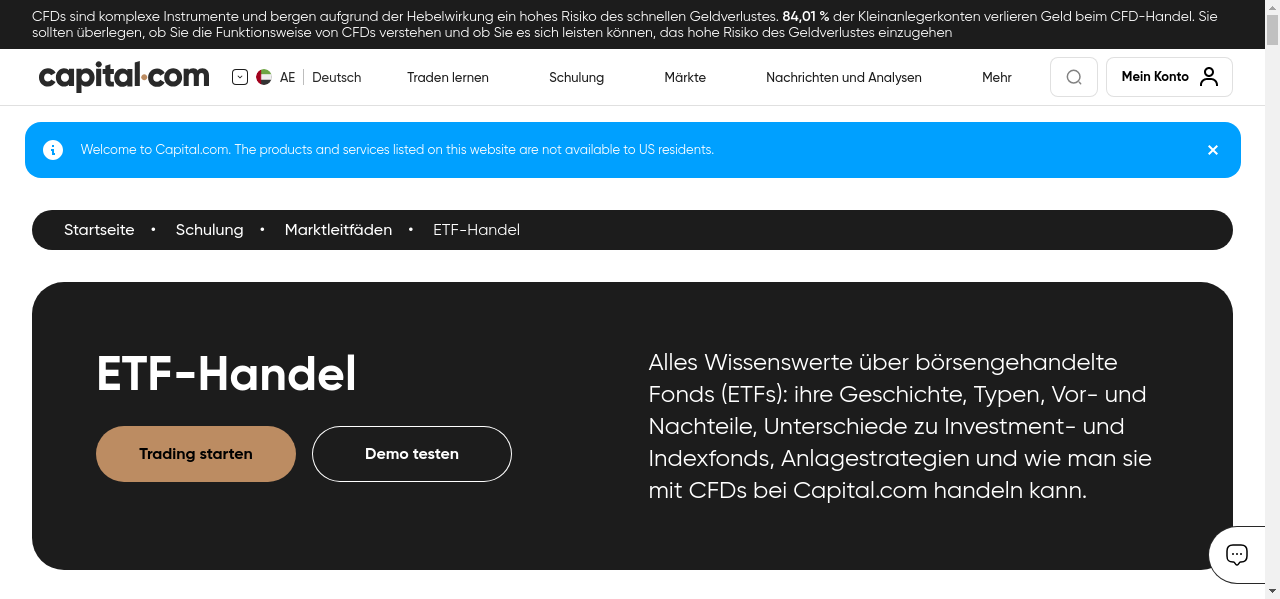 CFDs sind komplexe Instrumente und bergen aufgrund der Hebelwirkung ein hohes Risiko des schnellen Geldverlustes. 84,01 % der Kleinanlegerkonten verlieren Geld beim CFD-Handel. Sie
sollten überlegen, ob Sie die Funktionsweise von CFDs verstehen und ob Sie es sich leisten können, das hohe Risiko des Geldverlustes einzugehen
capital.com AE Deutsch Traden lernen Schulung Märkte Nachrichten und Analysen Mehr Mein Konto
Welcome to Capital.com. The products and services listed on this website are not available to US residents.
Startseite • Schulung • Marktleitfäden • ETF-Handel
ETF-Handel
Trading starten Demo testen
Alles Wissenswerte über börsengehandelte
Fonds (ETFs): ihre Geschichte, Typen, Vor- und
Nachteile, Unterschiede zu Investment- und
Indexfonds, Anlagestrategien und wie man sie
mit CFDs bei Capital.com handeln kann.